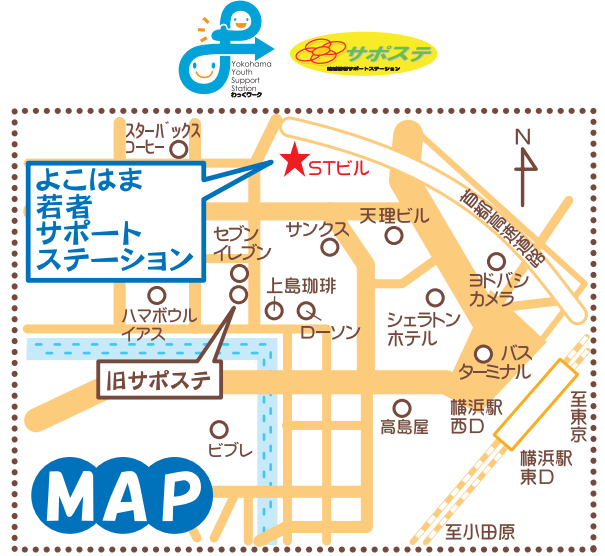 Yokohama
Youth
Support
Station
わっくワーク
サポステ
地域若者サポートステーション
スターバックス
コーヒー
STビル
N
よこはま
若者
サポート
ステーション
首都高速道路
天理ビル
サンクス
セブン
イレブン
ヨドバシ
カメラ
上島珈琲
ハマボウル
イアス
ローソン
シェラトン
ホテル
バス
ターミナル
旧サポステ
高島屋
横浜駅
西口
至東京
ビブレ
横浜駅
東口
MAP
至小田原